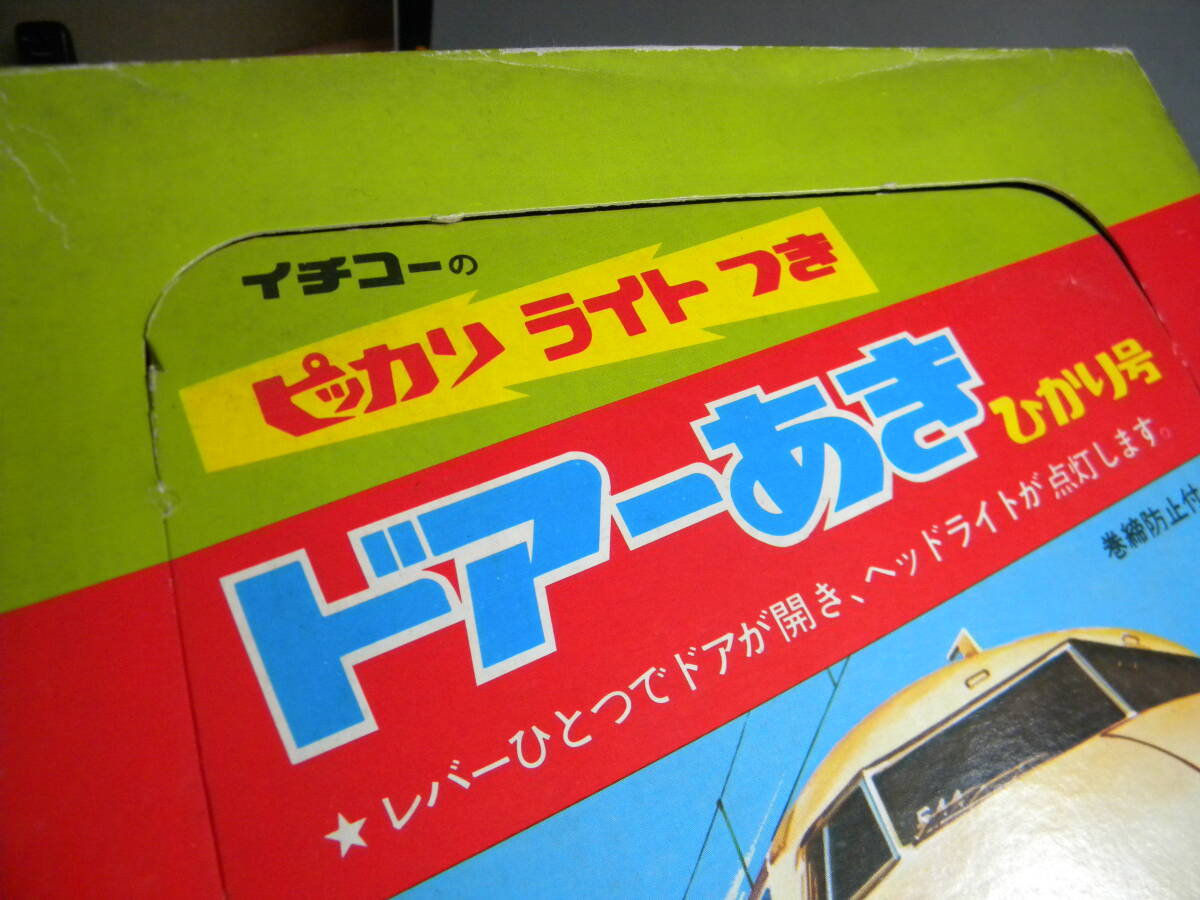 イチコーの
ピッカリ ライト つき
ドアーあき ひかり号
★レバーひとつでドアが開き、ヘッドライトが点灯します。
巻締防止付